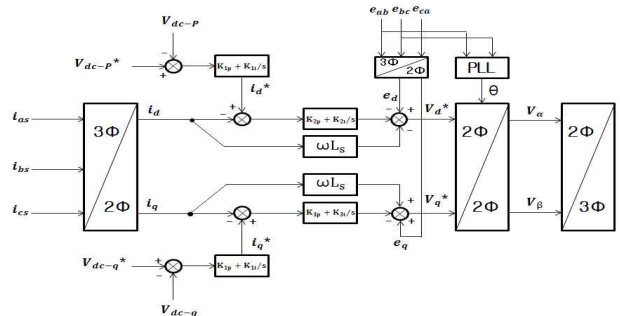 e_ab e_bc e_ca
V_dc-P
V_dc-P*
K_1p + K_1i/s
3Φ
2Φ
PLL
i_d*
e_d
θ
i_as
3Φ
i_d
K_2p + K_2i/s
V_d*
V_α
2Φ
ωL_s
i_bs
ωL_s
i_cs
2Φ
i_q
K_3p + K_3i/s
V_q*
2Φ
V_β
3Φ
i_q*
e_q
V_dc-q*
K_1p + K_1i/s
V_dc-q